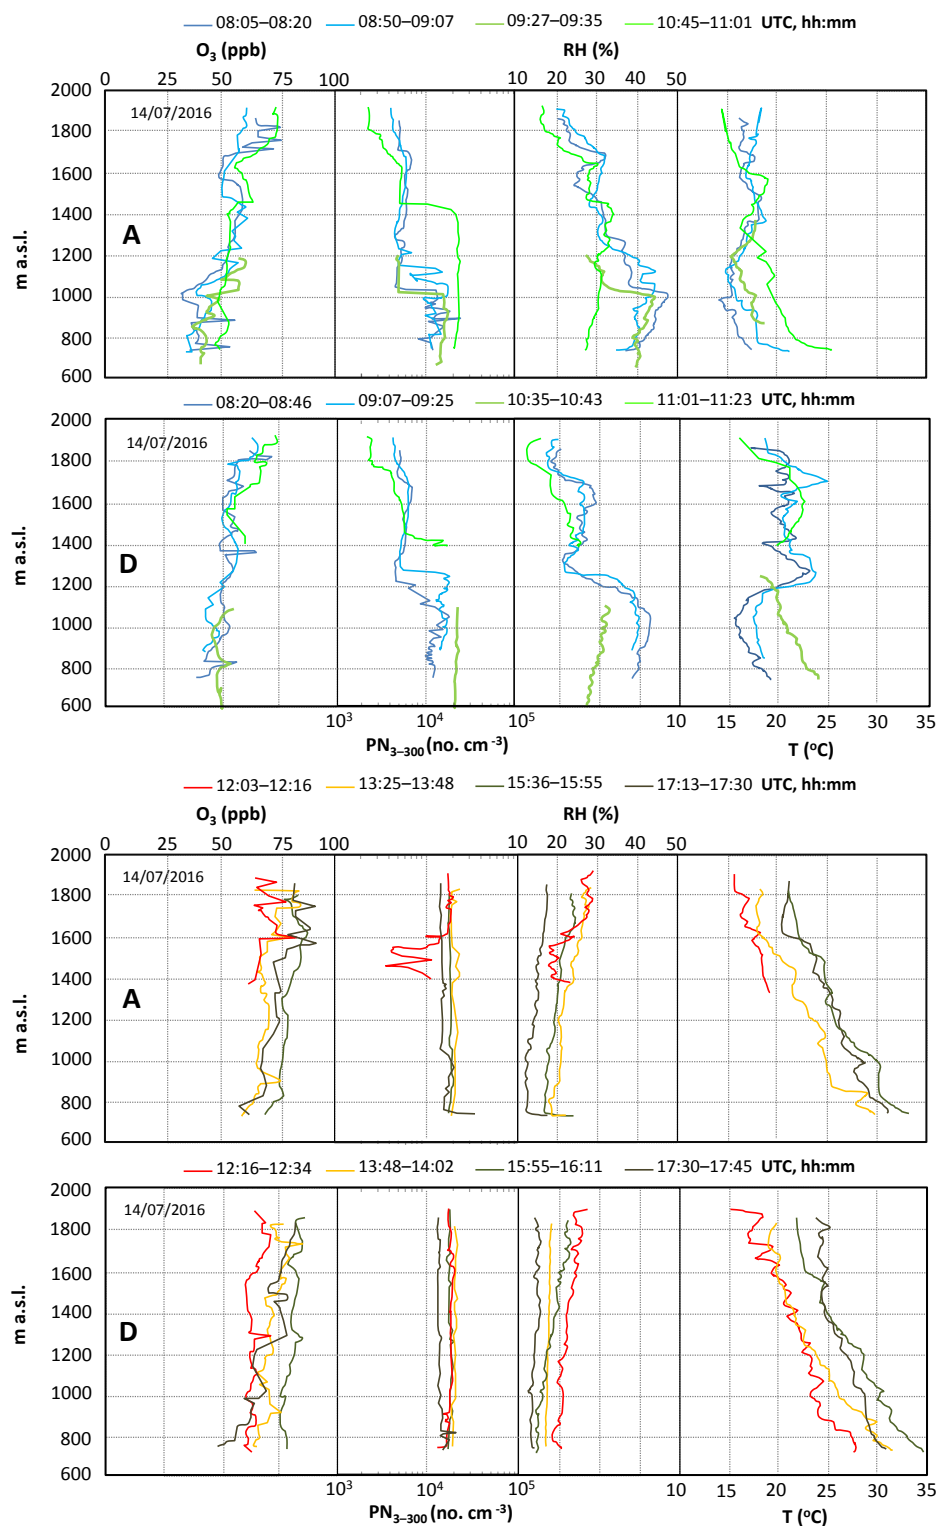 08:05–08:20 08:50–09:07 09:27–09:35 10:45–11:01 UTC, hh:mm
O3 (ppb) RH (%)
0 25 50 75 100 10 20 30 40 50
2000
14/07/2016
1800
1600
1400
A
m a.s.l.
1200
1000
800
600
08:20–08:46 09:07–09:25 10:35–10:43 11:01–11:23 UTC, hh:mm
2000
14/07/2016
1800
1600
1400
D
m a.s.l.
1200
1000
800
600
10³ 10⁴ 10⁵ 10 15 20 25 30 35
PN3–300 (no. cm -3) T (ºC)
12:03–12:16 13:25–13:48 15:36–15:55 17:13–17:30 UTC, hh:mm
O3 (ppb) RH (%)
0 25 50 75 100 10 20 30 40 50
2000
14/07/2016
1800
1600
1400
A
m a.s.l.
1200
1000
800
600
12:16–12:34 13:48–14:02 15:55–16:11 17:30–17:45 UTC, hh:mm
2000
14/07/2016
1800
1600
1400
D
m a.s.l.
1200
1000
800
600
10³ 10⁴ 10⁵ 10 15 20 25 30 35
PN3–300 (no. cm -3) T (ºC)